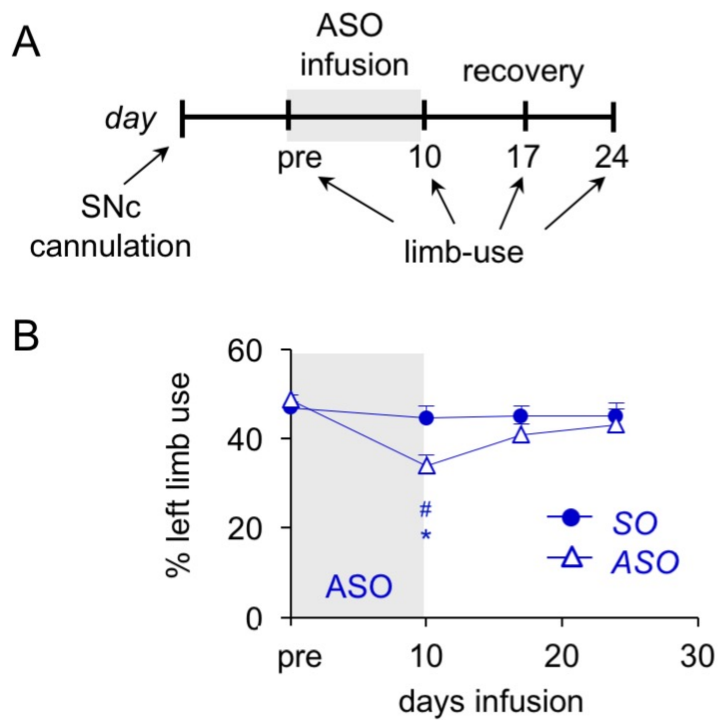 A
ASO
infusion
recovery
day
pre
10
17
24
SNc
cannulation
limb-use
B
60
40
20
0
% left limb use
#
*
ASO
SO
ASO
pre
10
20
30
days infusion